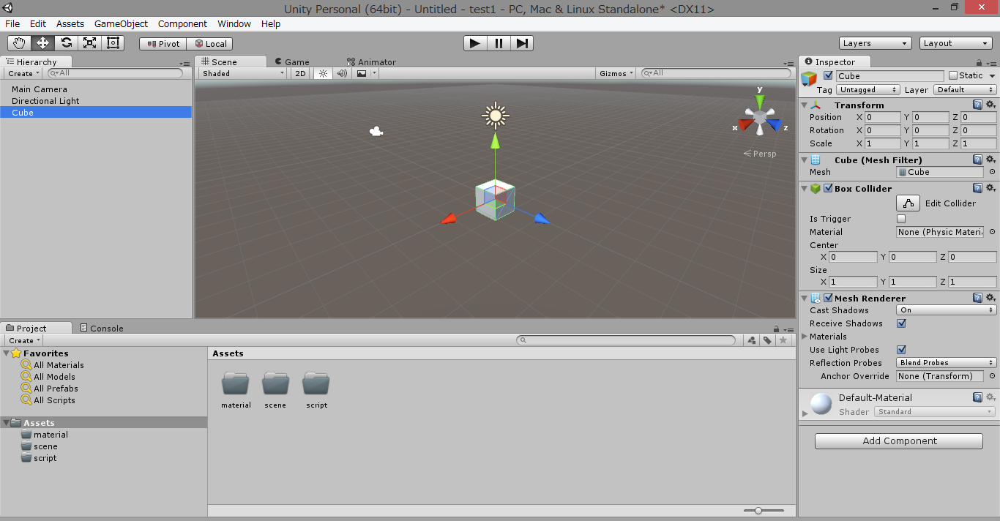 Unity Personal (64bit) - Untitled - test1 - PC, Mac & Linux Standalone* <DX11>
File Edit Assets GameObject Component Window Help
Pivot Local
Layers Layout
Hierarchy
Create All
Main Camera
Directional Light
Cube
Scene Game Animator
Shaded 2D Gizmos All
y
x z
Persp
Inspector
Cube Static
Tag Untagged Layer Default
Transform
Position X 0 Y 0 Z 0
Rotation X 0 Y 0 Z 0
Scale X 1 Y 1 Z 1
Cube (Mesh Filter)
Mesh Cube
Box Collider
Edit Collider
Is Trigger
Material None (Physic Materi
Center
X 0 Y 0 Z 0
Size
X 1 Y 1 Z 1
Mesh Renderer
Cast Shadows On
Receive Shadows
Materials
Use Light Probes
Reflection Probes Blend Probes
Anchor Override None (Transform)
Default-Material
Shader Standard
Add Component
Project Console
Create
Favorites
All Materials
All Models
All Prefabs
All Scripts
Assets
material
scene
script
Assets
material scene script